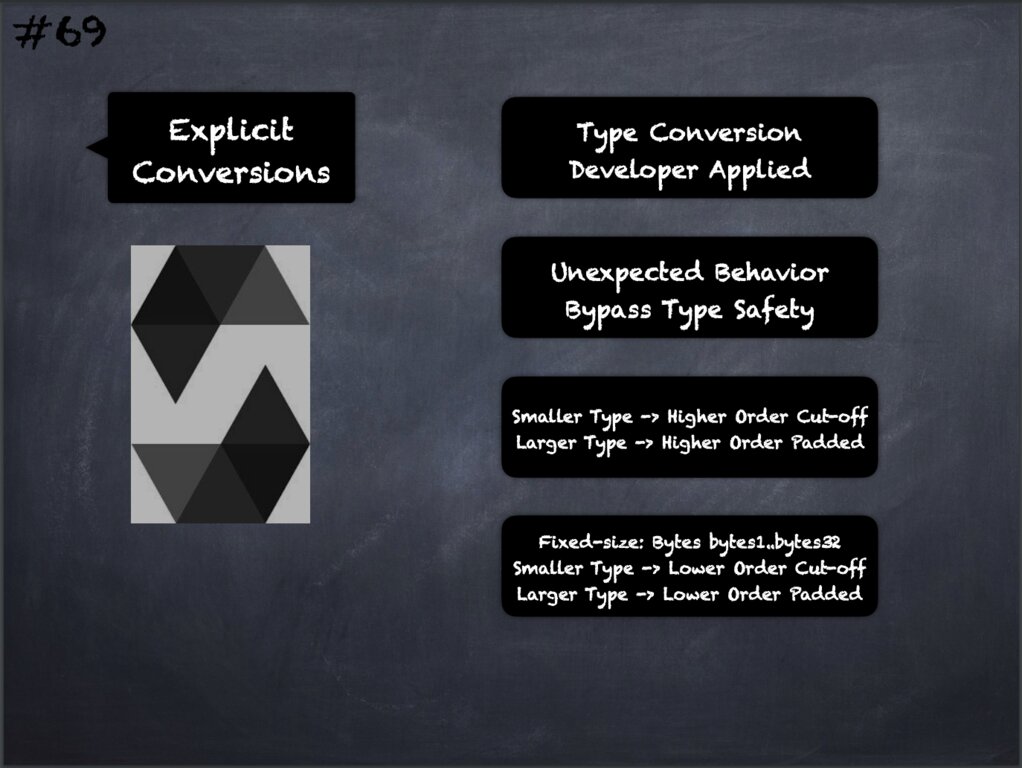 #69
Explicit
Conversions
Type Conversion
Developer Applied
Unexpected Behavior
Bypass Type Safety
Smaller Type -> Higher Order Cut-off
Larger Type -> Higher Order Padded
Fixed-size: Bytes bytes1..bytes32
Smaller Type -> Lower Order Cut-off
Larger Type -> Lower Order Padded